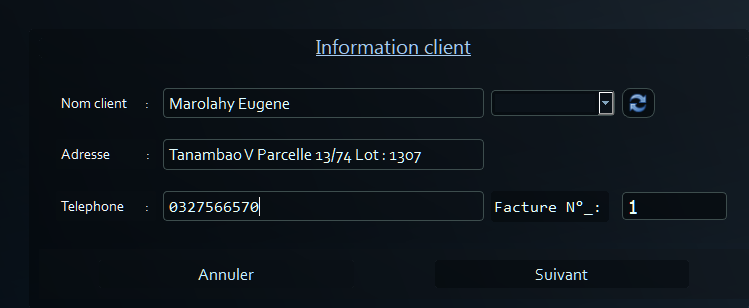 Information client
Nom client : Marolahy Eugene
Adresse : Tanambao V Parcelle 13/74 Lot : 1307
Telephone : 0327566570 Facture N°_: 1
Annuler Suivant